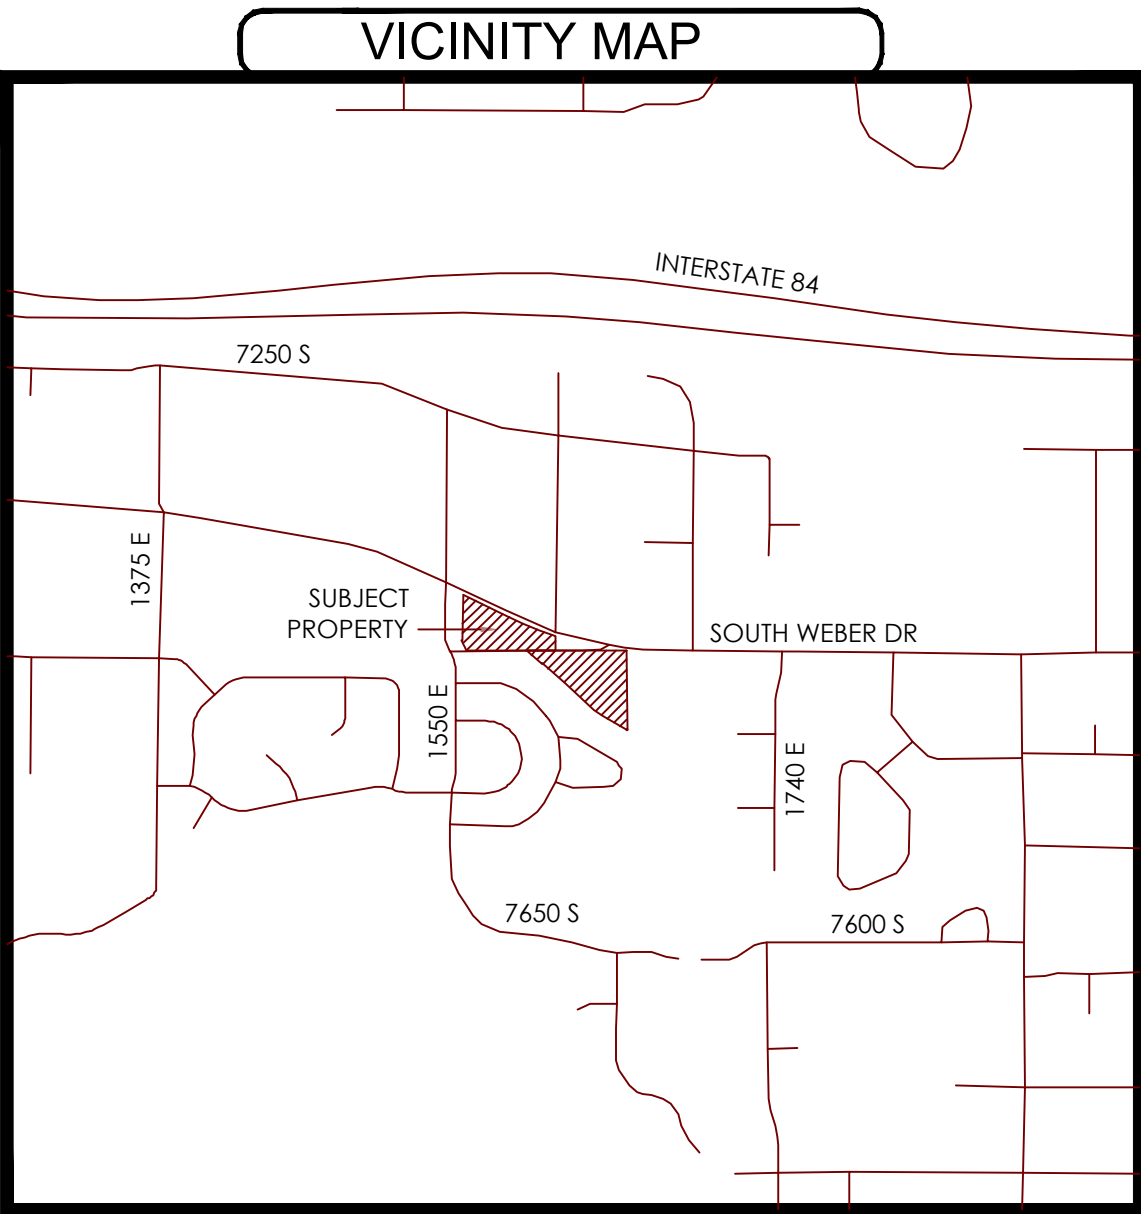 VICINITY MAP
INTERSTATE 84
7250 S
1375 E
SUBJECT
PROPERTY
SOUTH WEBER DR
1550 E
1740 E
7650 S
7600 S